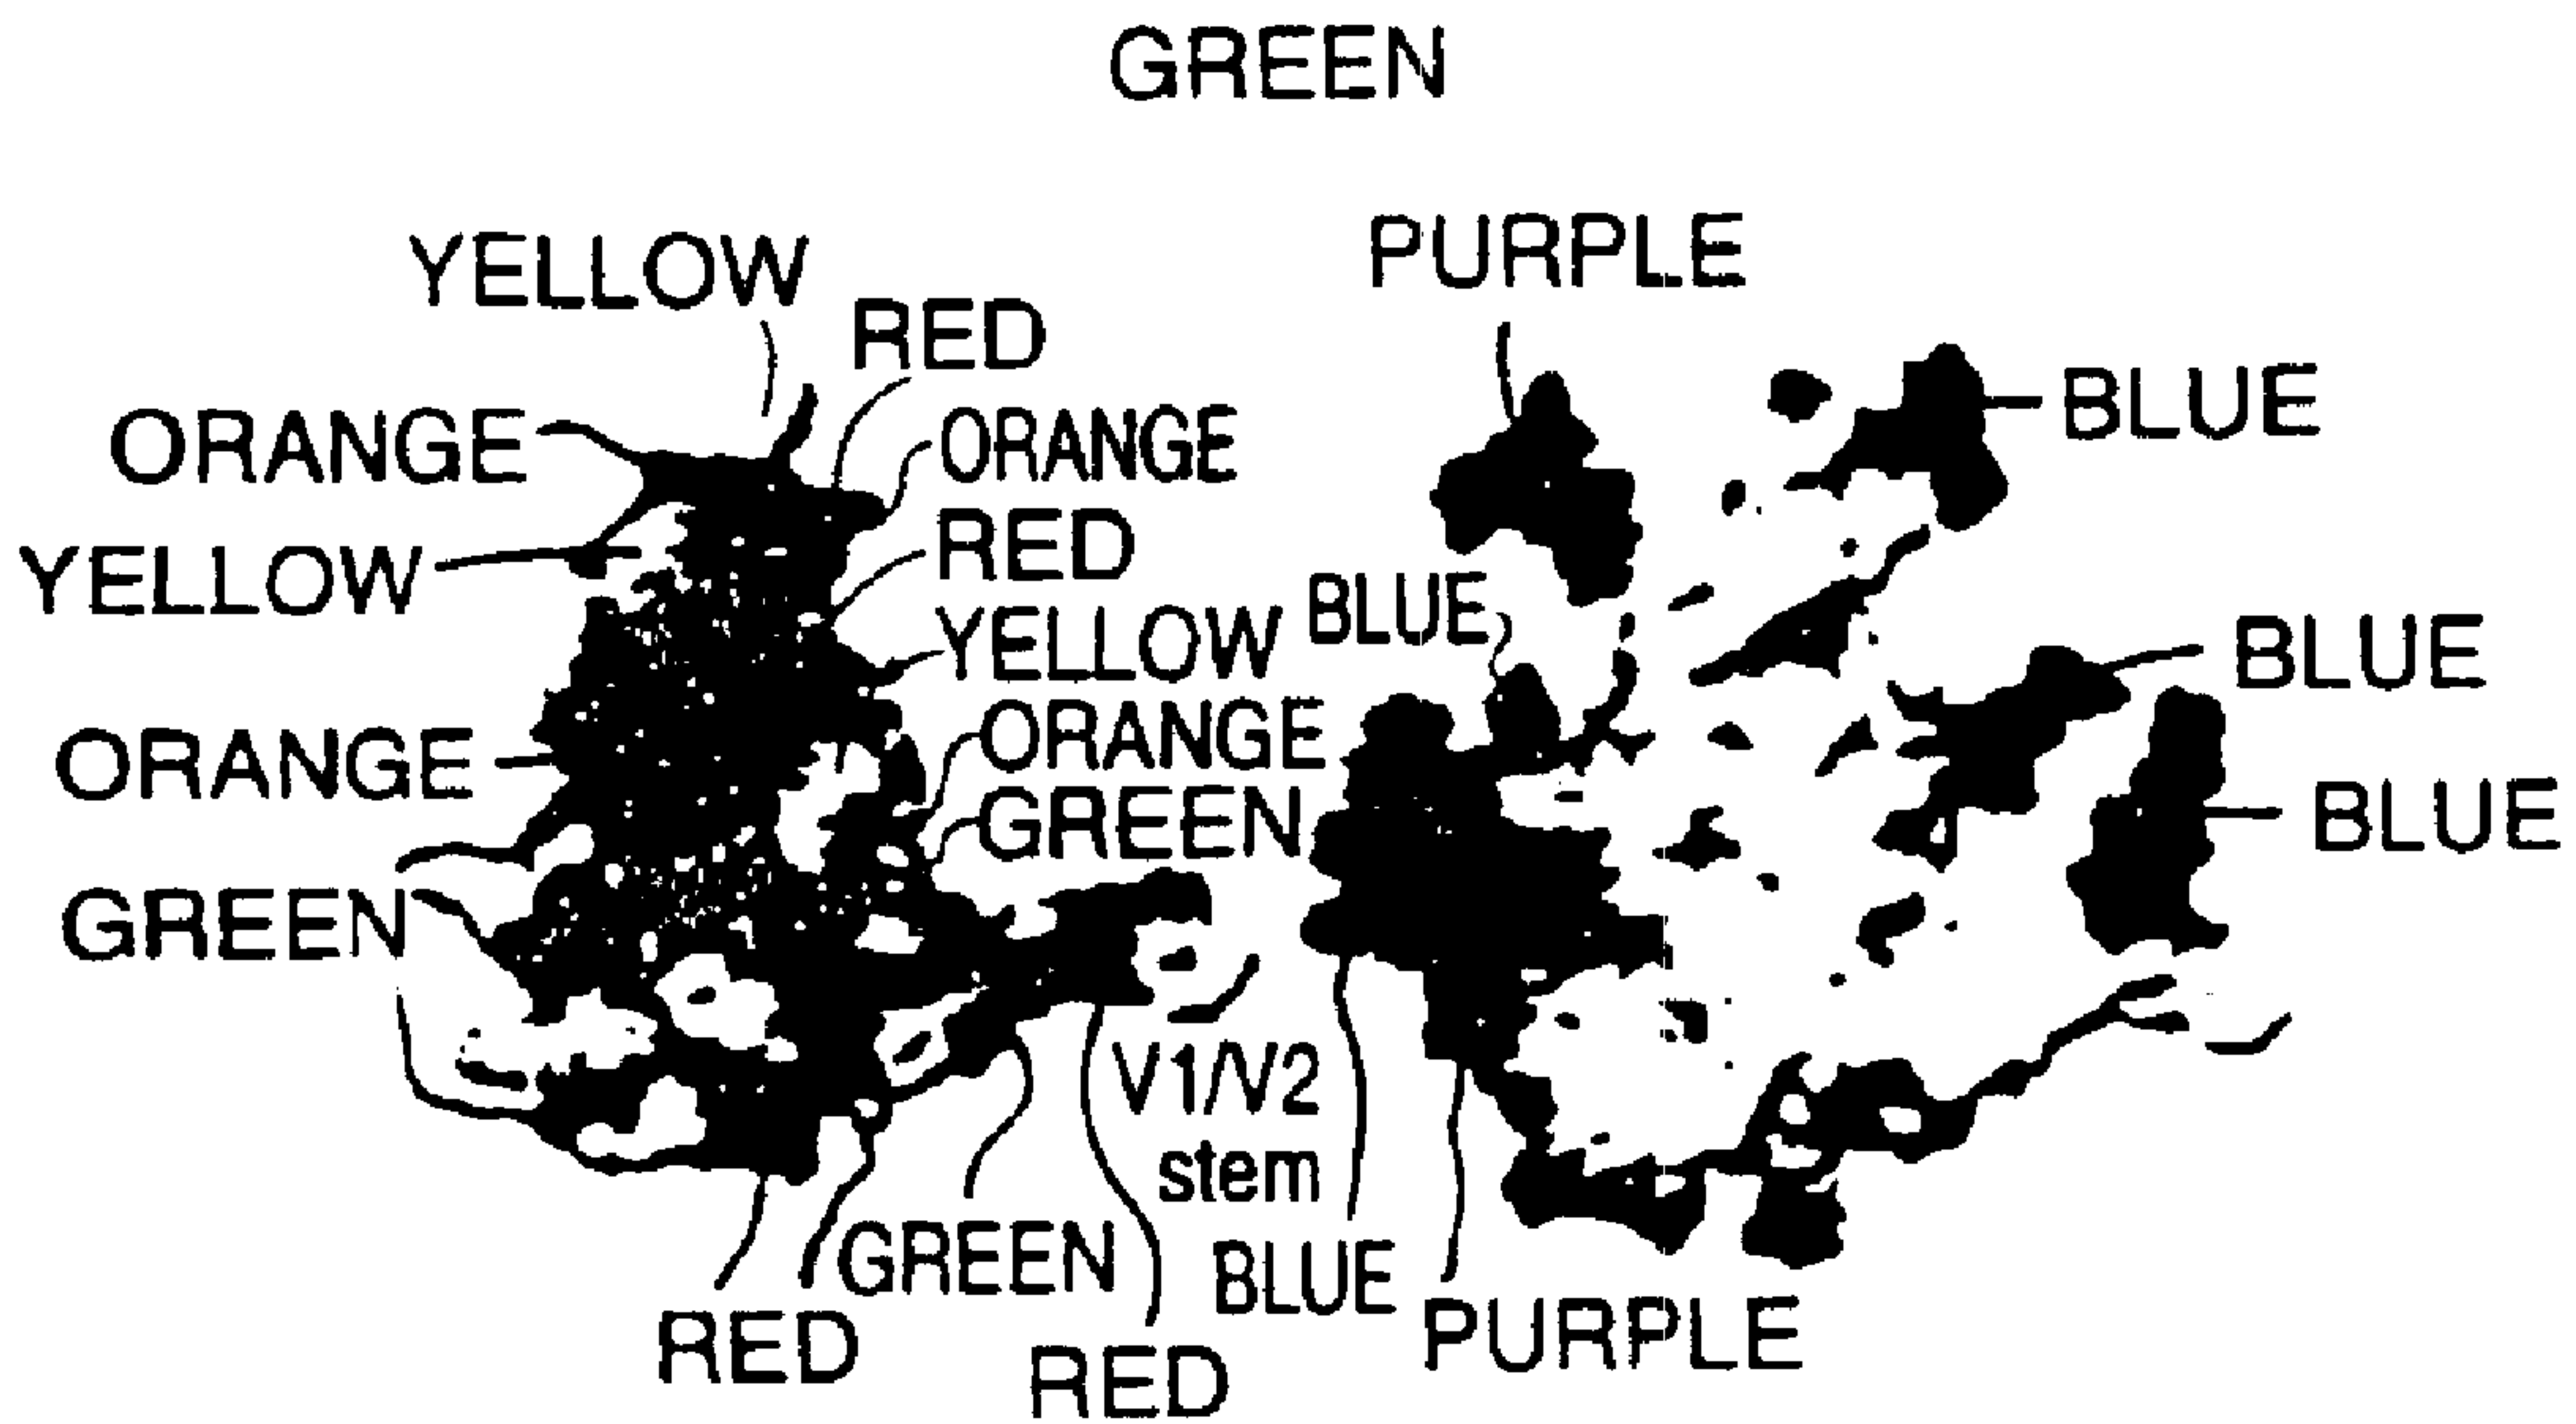 GREEN
YELLOW
PURPLE
RED
BLUE
ORANGE
ORANGE
RED
YELLOW
BLUE
YELLOW
BLUE
ORANGE
ORANGE
GREEN
BLUE
GREEN
V1/V2
stem
GREEN
BLUE
RED
PURPLE
RED